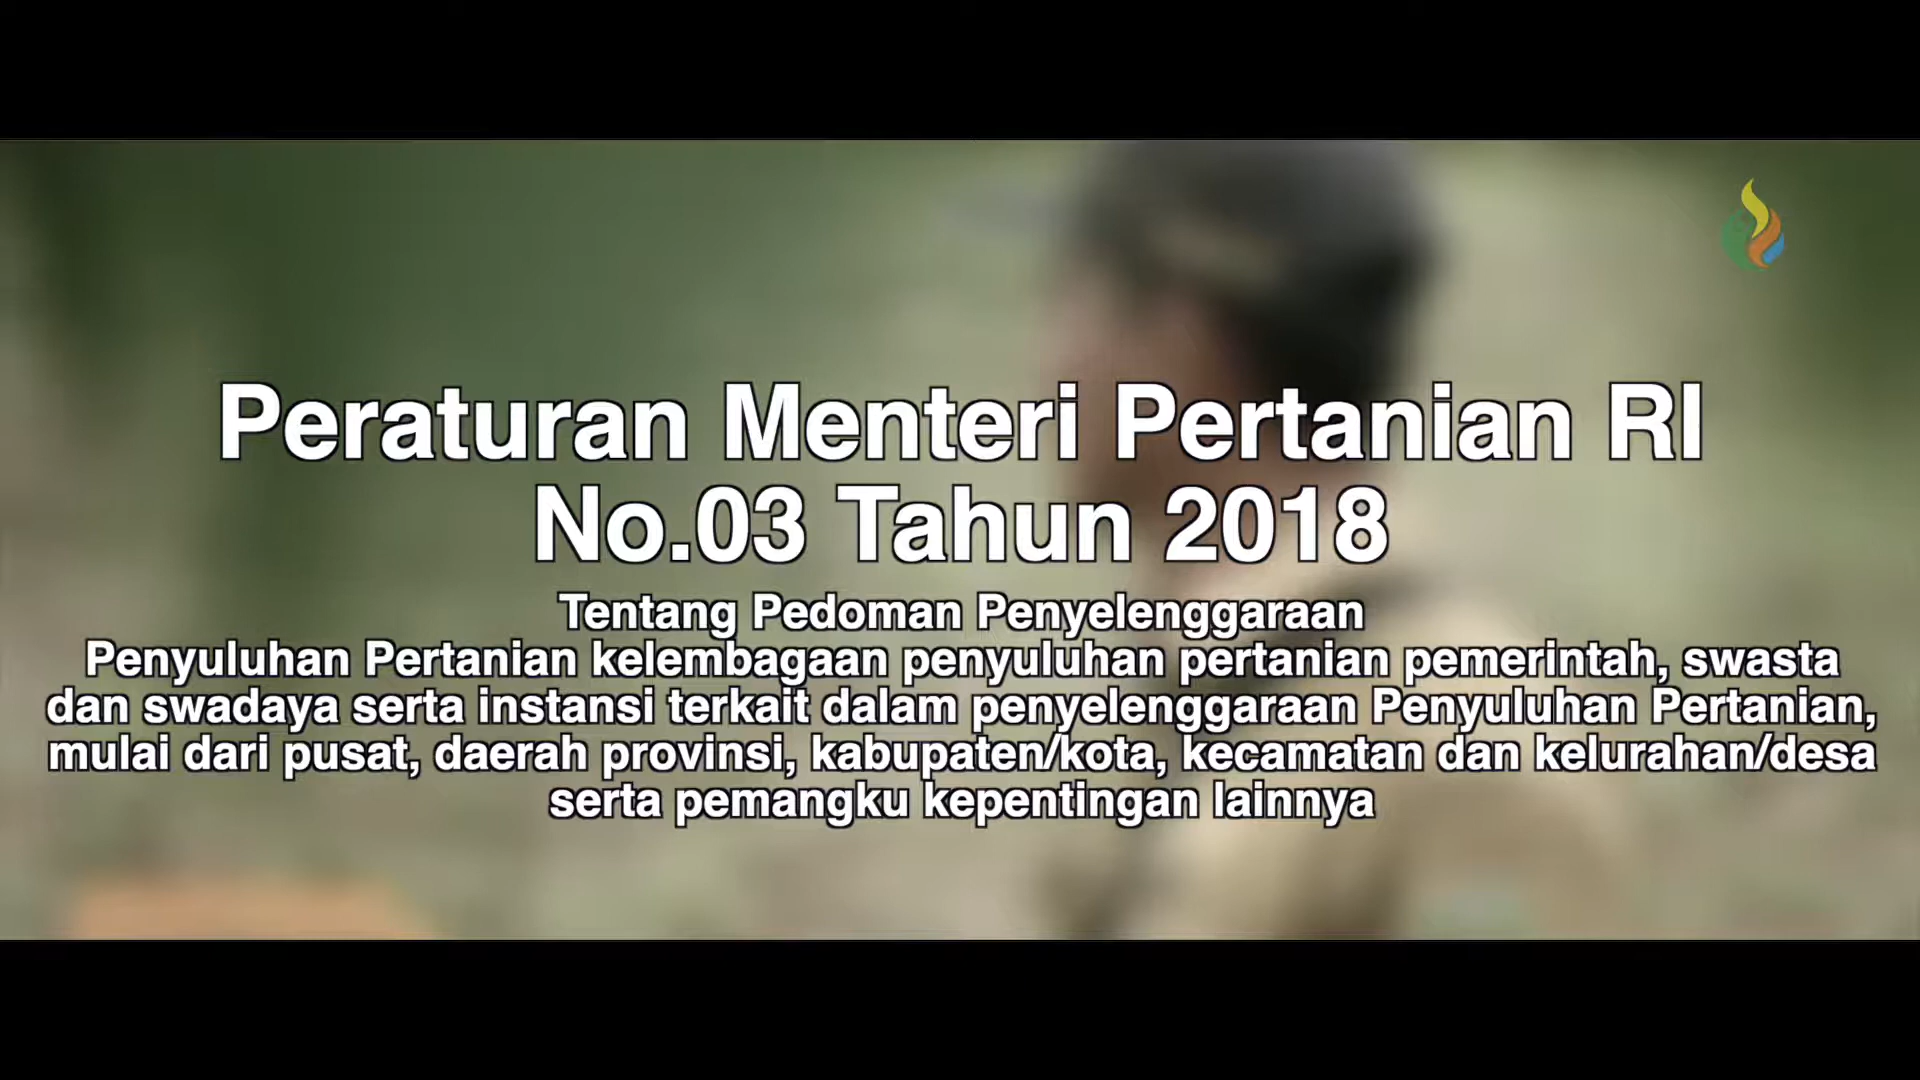 Peraturan Menteri Pertanian RI
No.03 Tahun 2018
Tentang Pedoman Penyelenggaraan
Penyuluhan Pertanian kelembagaan penyuluhan pertanian pemerintah, swasta
dan swadaya serta instansi terkait dalam penyelenggaraan Penyuluhan Pertanian,
mulai dari pusat, daerah provinsi, kabupaten/kota, kecamatan dan kelurahan/desa
serta pemangku kepentingan lainnya